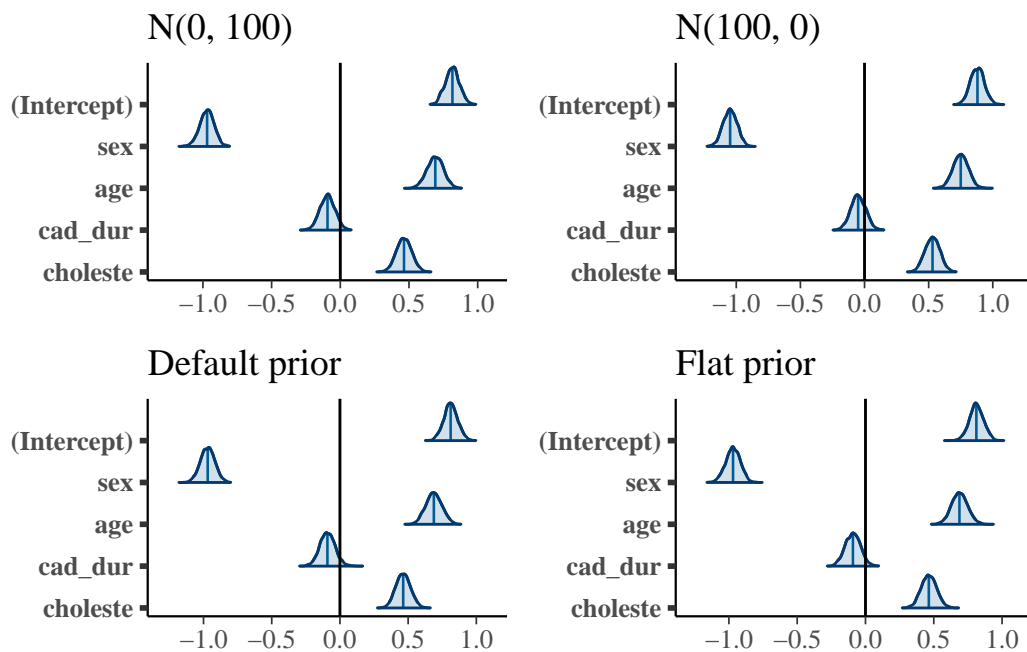 N(0, 100)
(Intercept)
sex
age
cad_dur
choleste
−1.0 −0.5 0.0 0.5 1.0
N(100, 0)
(Intercept)
sex
age
cad_dur
choleste
−1.0 −0.5 0.0 0.5 1.0
Default prior
(Intercept)
sex
age
cad_dur
choleste
−1.0 −0.5 0.0 0.5 1.0
Flat prior
(Intercept)
sex
age
cad_dur
choleste
−1.0 −0.5 0.0 0.5 1.0